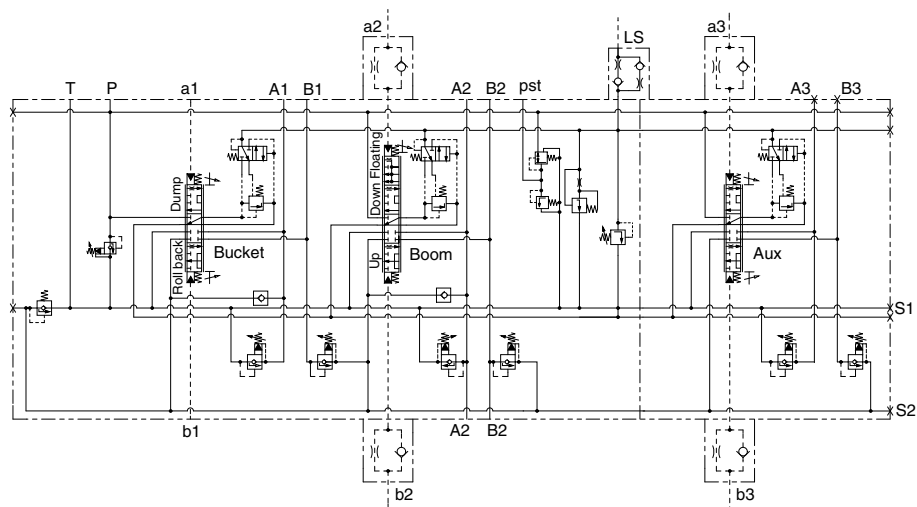 a2
LS
a3
T
P
a1
A1
B1
A2
B2
pst
A3
B3
Dump
Down Floating
Bucket
Roll back
Boom
Up
Aux
S1
S2
b1
A2
B2
b2
b3